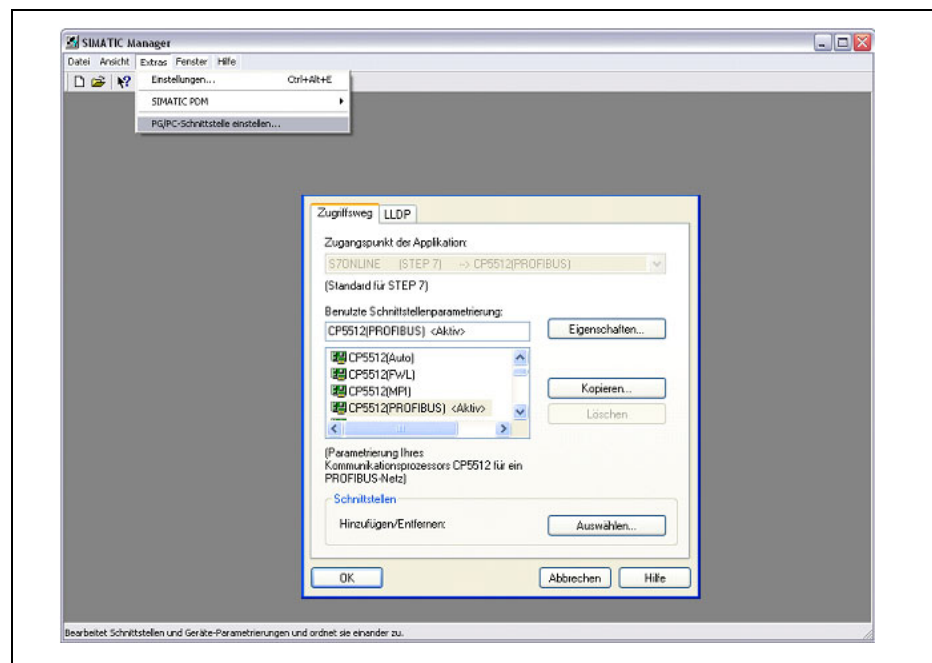 SIMATIC Manager
Datei Ansicht Extras Fenster Hilfe
Einstellungen... Ctrl+Alt+E
SIMATIC PDM
PG/PC-Schnittstelle einstellen...
Zugriffsweg LLDP
Zugangspunkt der Applikation:
S7ONLINE (STEP 7) --> CP5512(PROFIBUS)
(Standard für STEP 7)
Benutzte Schnittstellenparametrierung:
CP5512(PROFIBUS) <Aktiv>
Eigenschaften...
CP5512(Auto)
CP5512(FWL)
CP5512(MPI)
CP5512(PROFIBUS) <Aktiv>
Kopieren...
Löschen
(Parametrierung Ihres
Kommunikationsprozessors CP5512 für ein
PROFIBUS-Netz)
Schnittstellen
Hinzufügen/Entfernen:
Auswählen...
OK Abbrechen Hilfe
Bearbeitet Schnittstellen und Geräte-Parametrierungen und ordnet sie einander zu.